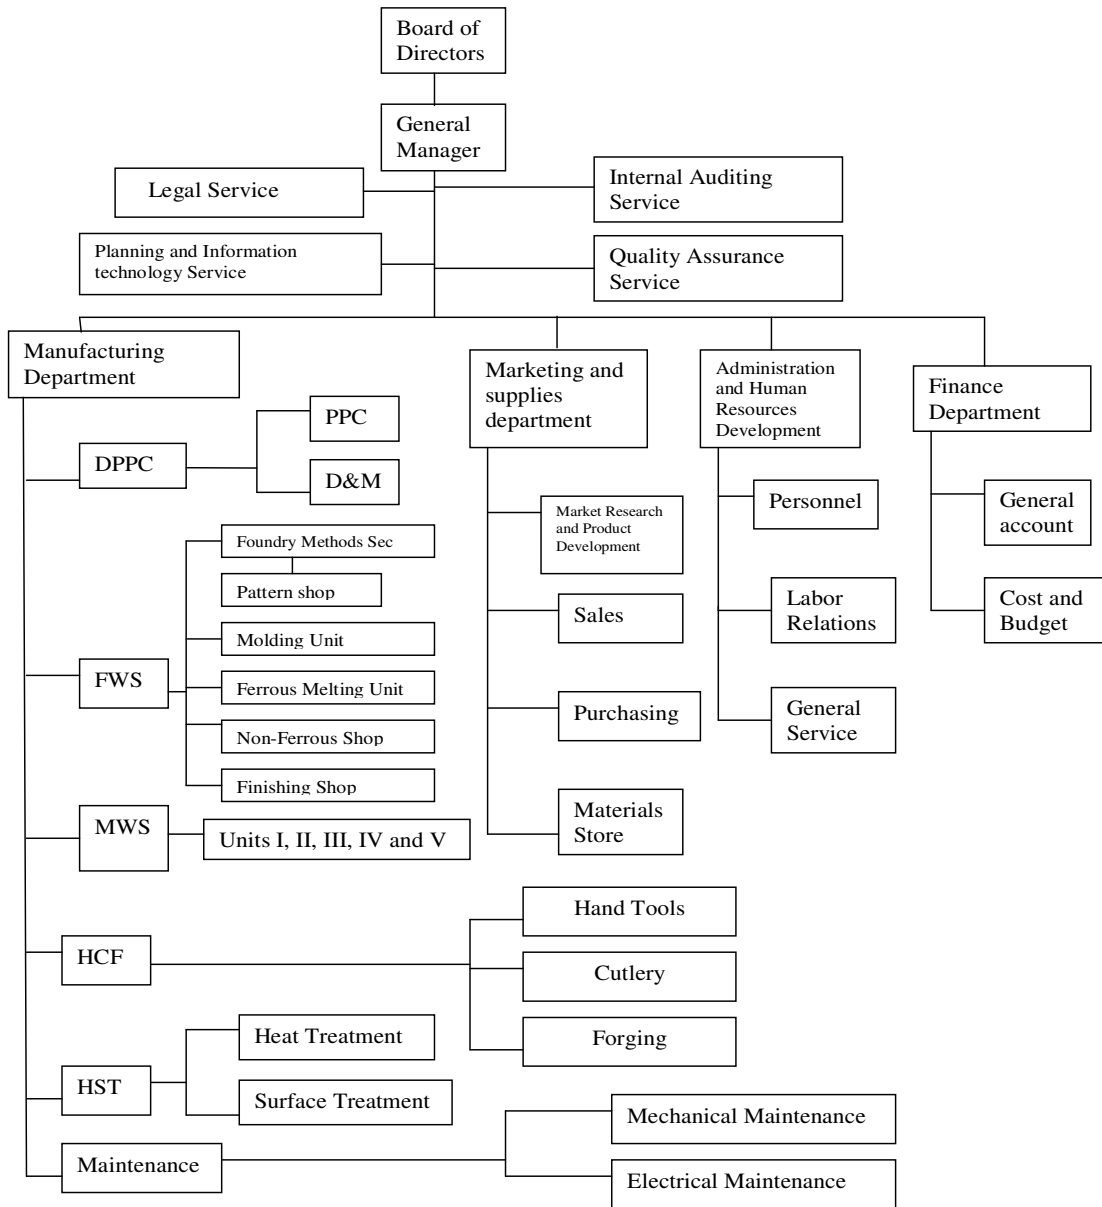 Board of
Directors
General
Manager
Legal Service
Internal Auditing
Service
Planning and Information
technology Service
Quality Assurance
Service
Manufacturing
Department
Marketing and
supplies
department
Administration
and Human
Resources
Development
Finance
Department
DPPC
PPC
D&M
Market Research
and Product
Development
Personnel
General
account
Foundry Methods Sec
Pattern shop
Molding Unit
Sales
Labor
Relations
Cost and
Budget
FWS
Ferrous Melting Unit
Non-Ferrous Shop
Finishing Shop
Purchasing
General
Service
MWS
Units I, II, III, IV and V
Materials
Store
HCF
Hand Tools
Cutlery
Forging
HST
Heat Treatment
Surface Treatment
Maintenance
Mechanical Maintenance
Electrical Maintenance